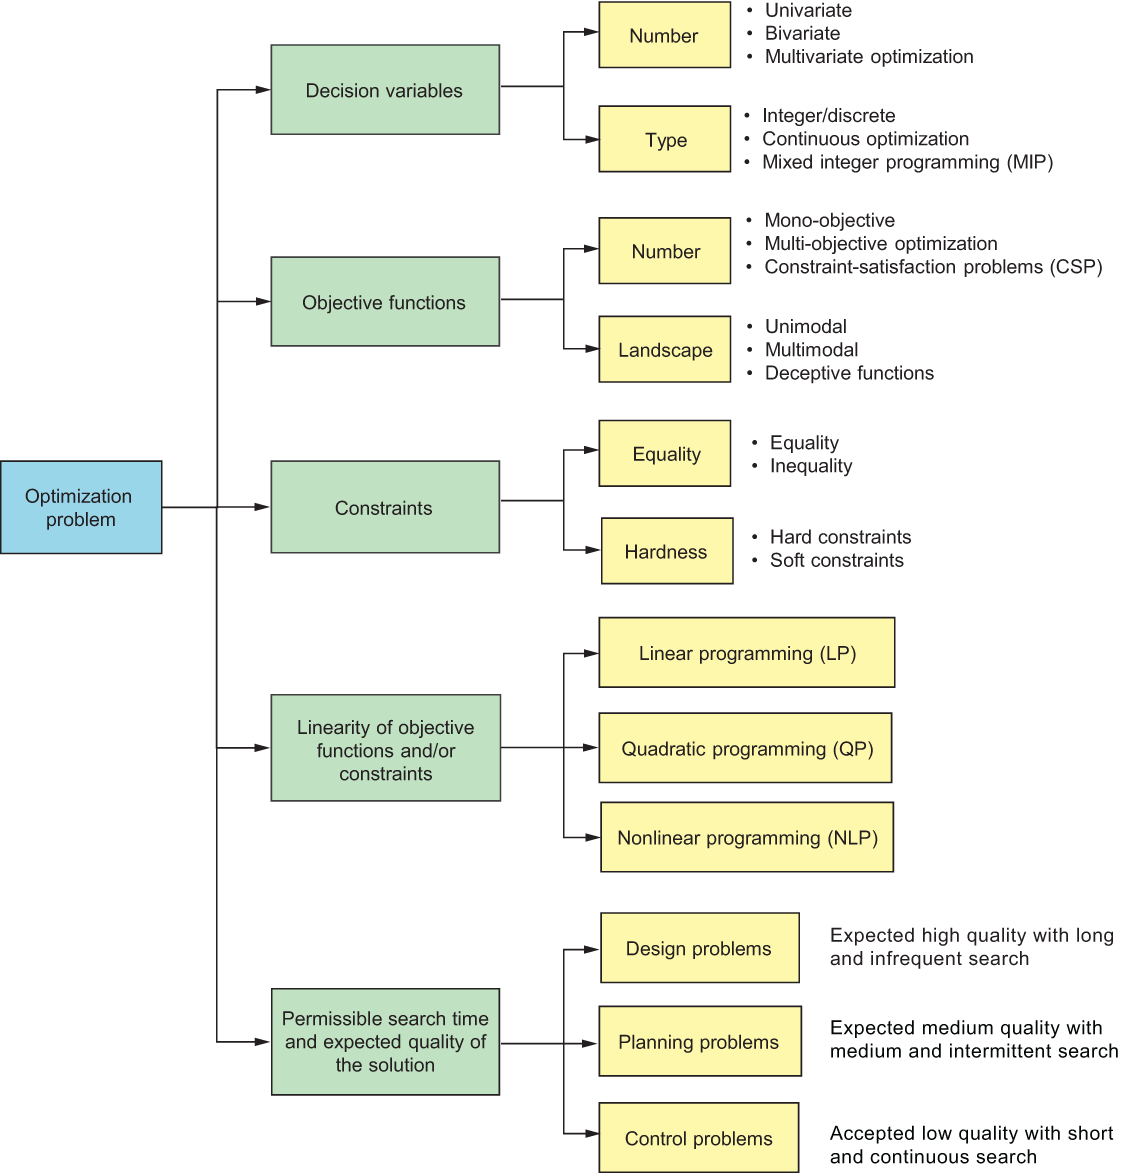 Optimization
problem
Decision variables
Number
• Univariate
• Bivariate
• Multivariate optimization
Type
• Integer/discrete
• Continuous optimization
• Mixed integer programming (MIP)
Objective functions
Number
• Mono-objective
• Multi-objective optimization
• Constraint-satisfaction problems (CSP)
Landscape
• Unimodal
• Multimodal
• Deceptive functions
Constraints
Equality
• Equality
• Inequality
Hardness
• Hard constraints
• Soft constraints
Linearity of objective
functions and/or
constraints
Linear programming (LP)
Quadratic programming (QP)
Nonlinear programming (NLP)
Permissible search time
and expected quality of
the solution
Design problems
Expected high quality with long
and infrequent search
Planning problems
Expected medium quality with
medium and intermittent search
Control problems
Accepted low quality with short
and continuous search